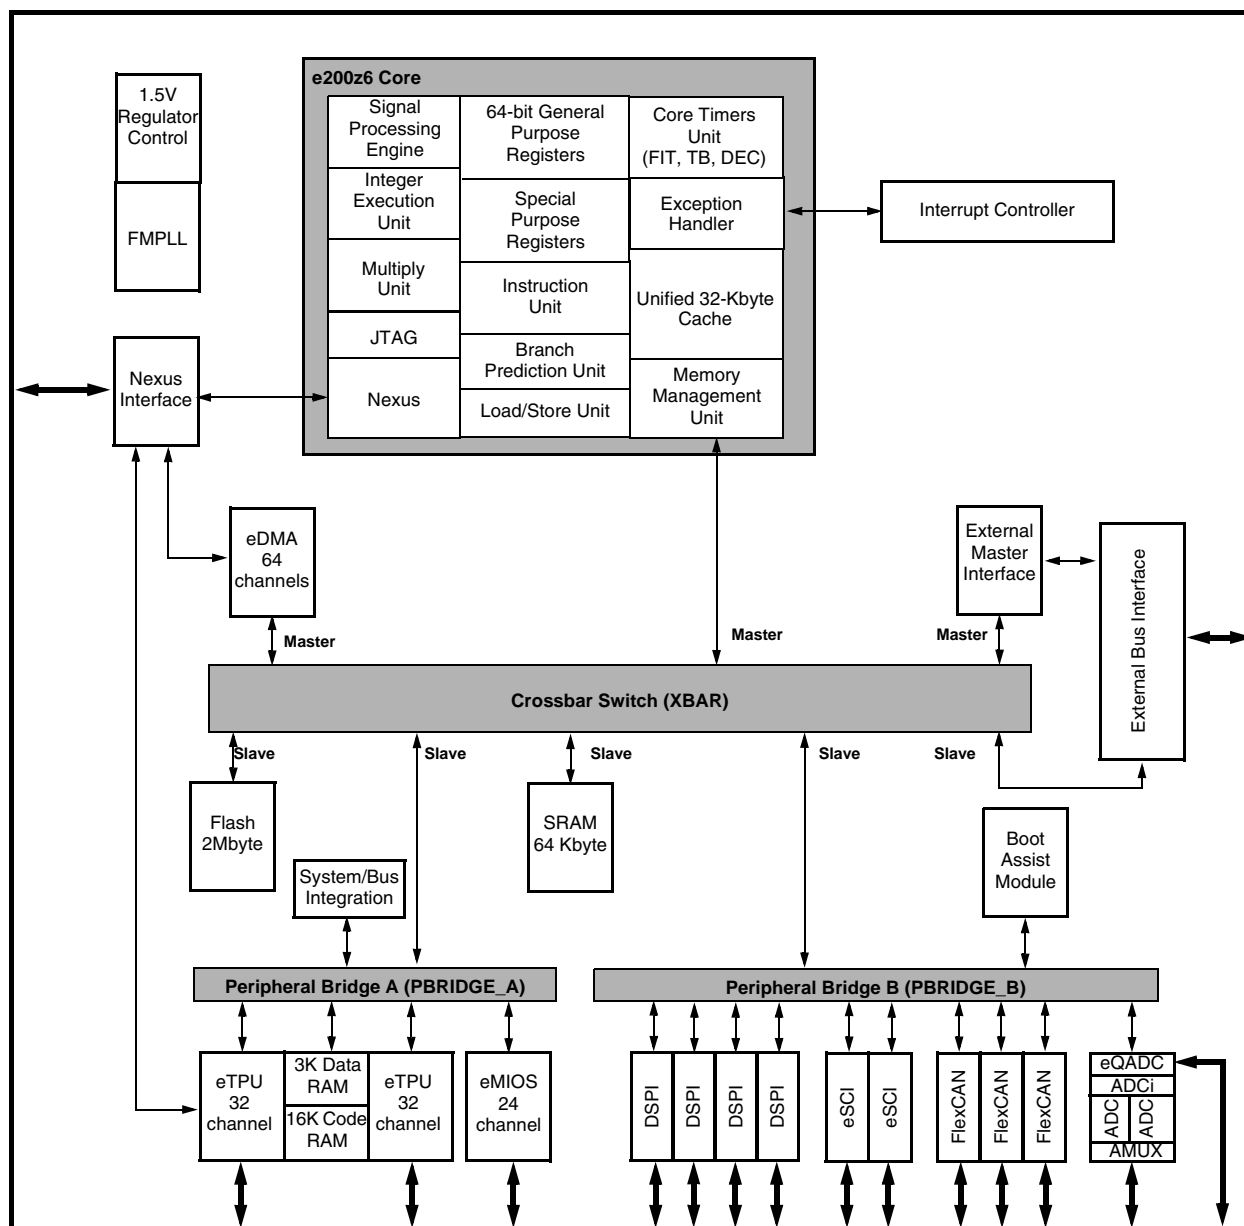 e200z6 Core
1.5V
Regulator
Control
FMPLL
Signal
Processing
Engine
Integer
Execution
Unit
Multiply
Unit
JTAG
Nexus
64-bit General
Purpose
Registers
Special
Purpose
Registers
Instruction
Unit
Branch
Prediction Unit
Load/Store Unit
Core Timers
Unit
(FIT, TB, DEC)
Exception
Handler
Unified 32-Kbyte
Cache
Memory
Management
Unit
Interrupt Controller
Nexus
Interface
eDMA
64
channels
External
Master
Interface
External Bus Interface
Master
Master
Master
Crossbar Switch (XBAR)
Slave
Slave
Slave
Slave
Slave
Flash
2Mbyte
SRAM
64 Kbyte
System/Bus
Integration
Boot
Assist
Module
Peripheral Bridge A (PBRIDGE_A)
Peripheral Bridge B (PBRIDGE_B)
eTPU
32
channel
3K Data
RAM
16K Code
RAM
eTPU
32
channel
eMIOS
24
channel
DSPI
DSPI
DSPI
DSPI
eSCI
eSCI
FlexCAN
FlexCAN
FlexCAN
eQADC
ADCi
ADC
ADC
AMUX